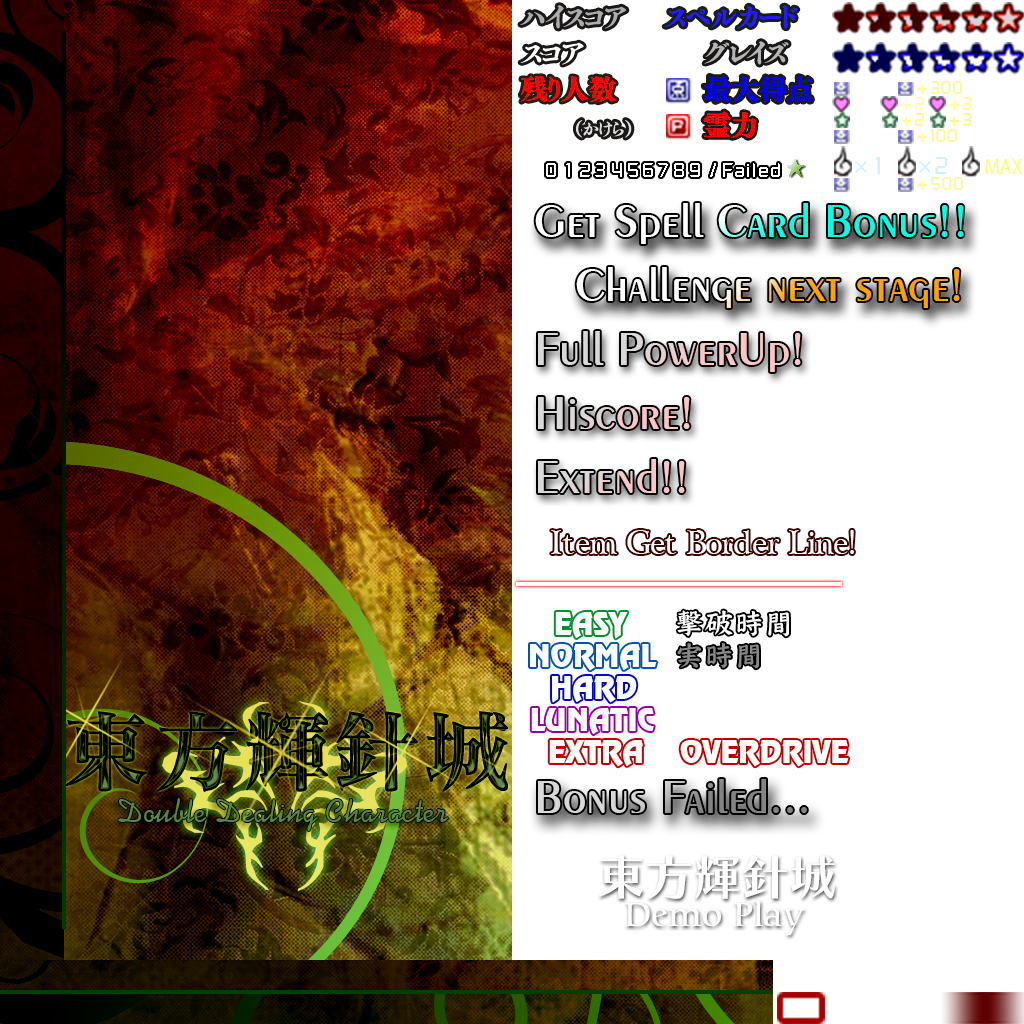 ハイスコア スペルカード
スコア グレイズ
残り人数 最大得点
(かけら) P 霊力
+300
+2 +3
+2 +3
+100
×1 ×2 MAX
+500
0123456789/Failed
Get Spell Card Bonus!!
Challenge next stage!
Full PowerUp!
Hiscore!
Extend!!
Item Get Border Line!
EASY 撃破時間
NORMAL 実時間
HARD
LUNATIC
EXTRA OVERDRIVE
Bonus Failed...
東方輝針城
Demo Play
東方輝針城
Double Dealing Character